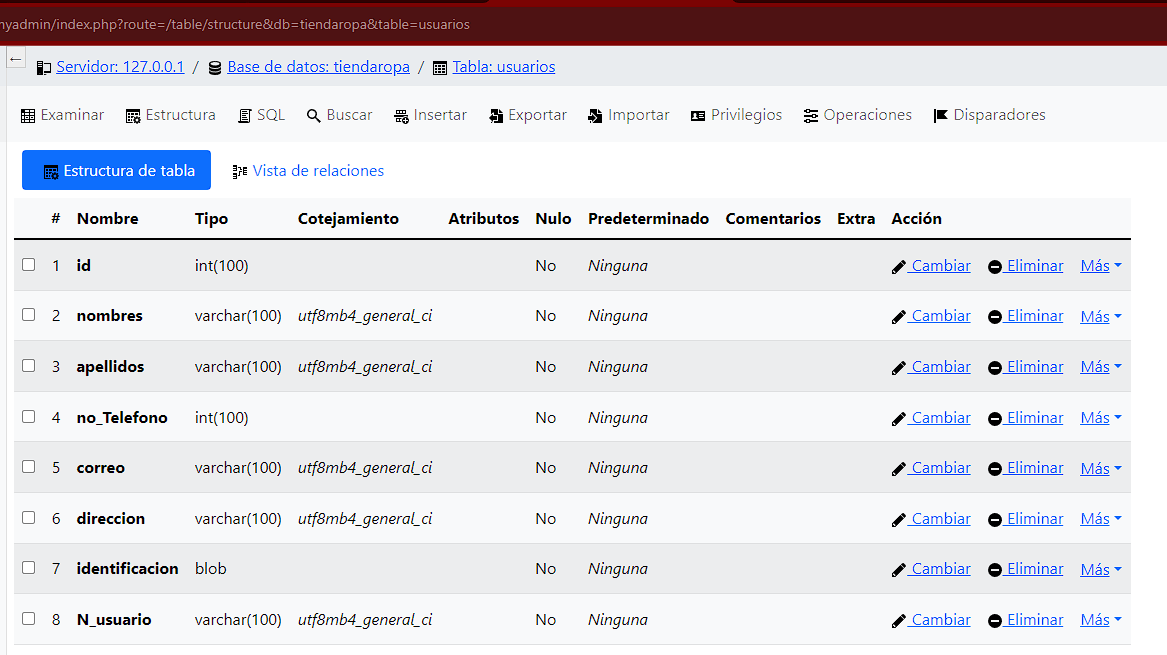 nyadmin/index.php?route=/table/structure&db=tiendaropa&table=usuarios
← Servidor: 127.0.0.1 / Base de datos: tiendaropa / Tabla: usuarios
Examinar Estructura SQL Buscar Insertar Exportar Importar Privilegios Operaciones Disparadores
Estructura de tabla Vista de relaciones
# Nombre Tipo Cotejamiento Atributos Nulo Predeterminado Comentarios Extra Acción
1 id int(100) No Ninguna Cambiar Eliminar Más
2 nombres varchar(100) utf8mb4_general_ci No Ninguna Cambiar Eliminar Más
3 apellidos varchar(100) utf8mb4_general_ci No Ninguna Cambiar Eliminar Más
4 no_Telefono int(100) No Ninguna Cambiar Eliminar Más
5 correo varchar(100) utf8mb4_general_ci No Ninguna Cambiar Eliminar Más
6 direccion varchar(100) utf8mb4_general_ci No Ninguna Cambiar Eliminar Más
7 identificacion blob No Ninguna Cambiar Eliminar Más
8 N_usuario varchar(100) utf8mb4_general_ci No Ninguna Cambiar Eliminar Más